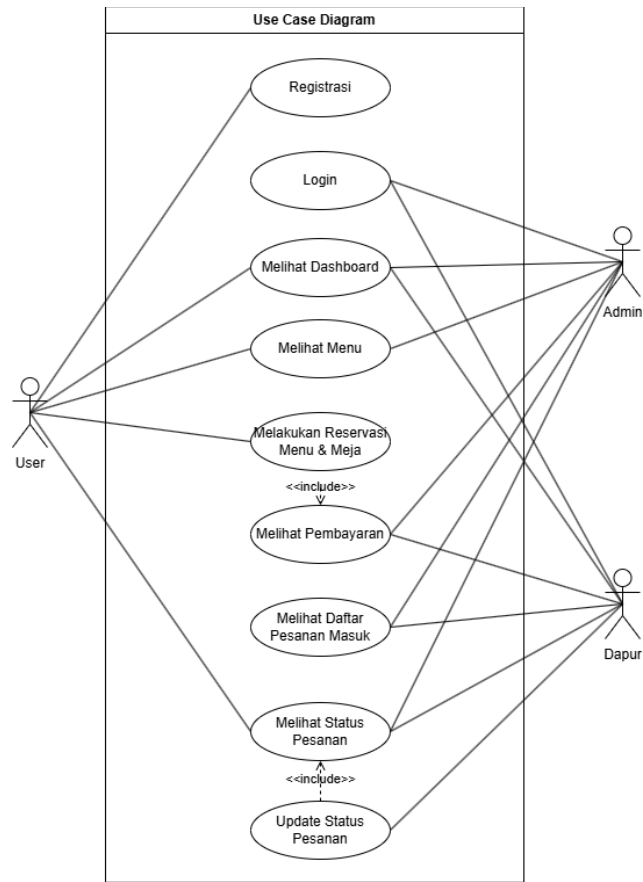 Use Case Diagram
Registrasi
Login
Melihat Dashboard
Admin
Melihat Menu
User
Melakukan Reservasi
Menu & Meja
<<include>>
Melihat Pembayaran
Melihat Daftar
Pesanan Masuk
Dapur
Melihat Status
Pesanan
<<include>>
Update Status
Pesanan